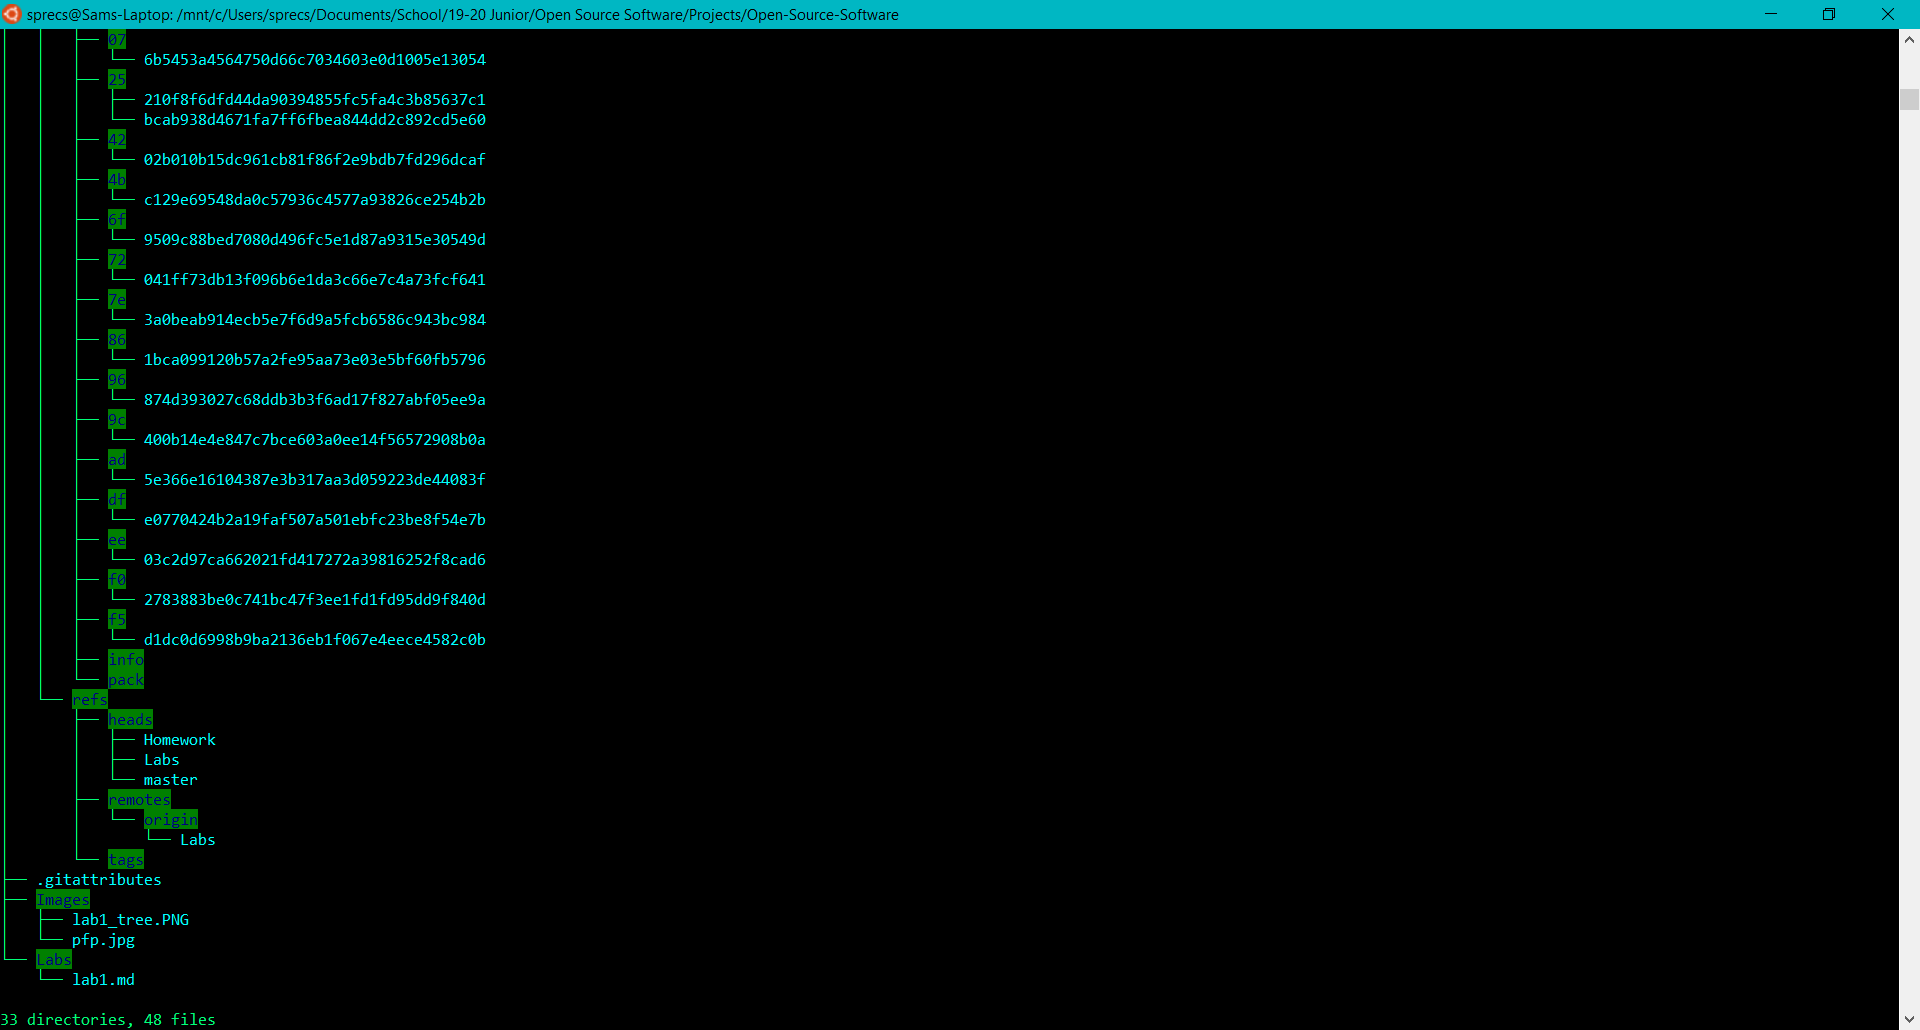 sprecs@Sams-Laptop: /mnt/c/Users/sprecs/Documents/School/19-20 Junior/Open Source Software/Projects/Open-Source-Software
07
6b5453a4564750d66c7034603e0d1005e13054
25
210f8f6dfd44da90394855fc5fa4c3b85637c1
bcab938d4671fa7ff6fbea844dd2c892cd5e60
42
02b010b15dc961cb81f86f2e9bdb7fd296dcaf
4b
c129e69548da0c57936c4577a93826ce254b2b
6f
9509c88bed7080d496fc5e1d87a9315e30549d
72
041ff73db13f096b6e1da3c66e7c4a73fcf641
7e
3a0beab914ecb5e7f6d9a5fcb6586c943bc984
86
1bca099120b57a2fe95aa73e03e5bf60fb5796
96
874d393027c68ddb3b3f6ad17f827abf05ee9a
9c
400b14e4e847c7bce603a0ee14f56572908b0a
ad
5e366e16104387e3b317aa3d059223de44083f
df
e0770424b2a19faf507a501ebfc23be8f54e7b
ee
03c2d97ca662021fd417272a39816252f8cad6
f0
2783883be0c741bc47f3ee1fd1fd95dd9f840d
f5
d1dc0d6998b9ba2136eb1f067e4eece4582c0b
info
pack
refs
heads
Homework
Labs
master
remotes
origin
Labs
tags
.gitattributes
Images
lab1_tree.PNG
pfp.jpg
Labs
lab1.md
33 directories, 48 files